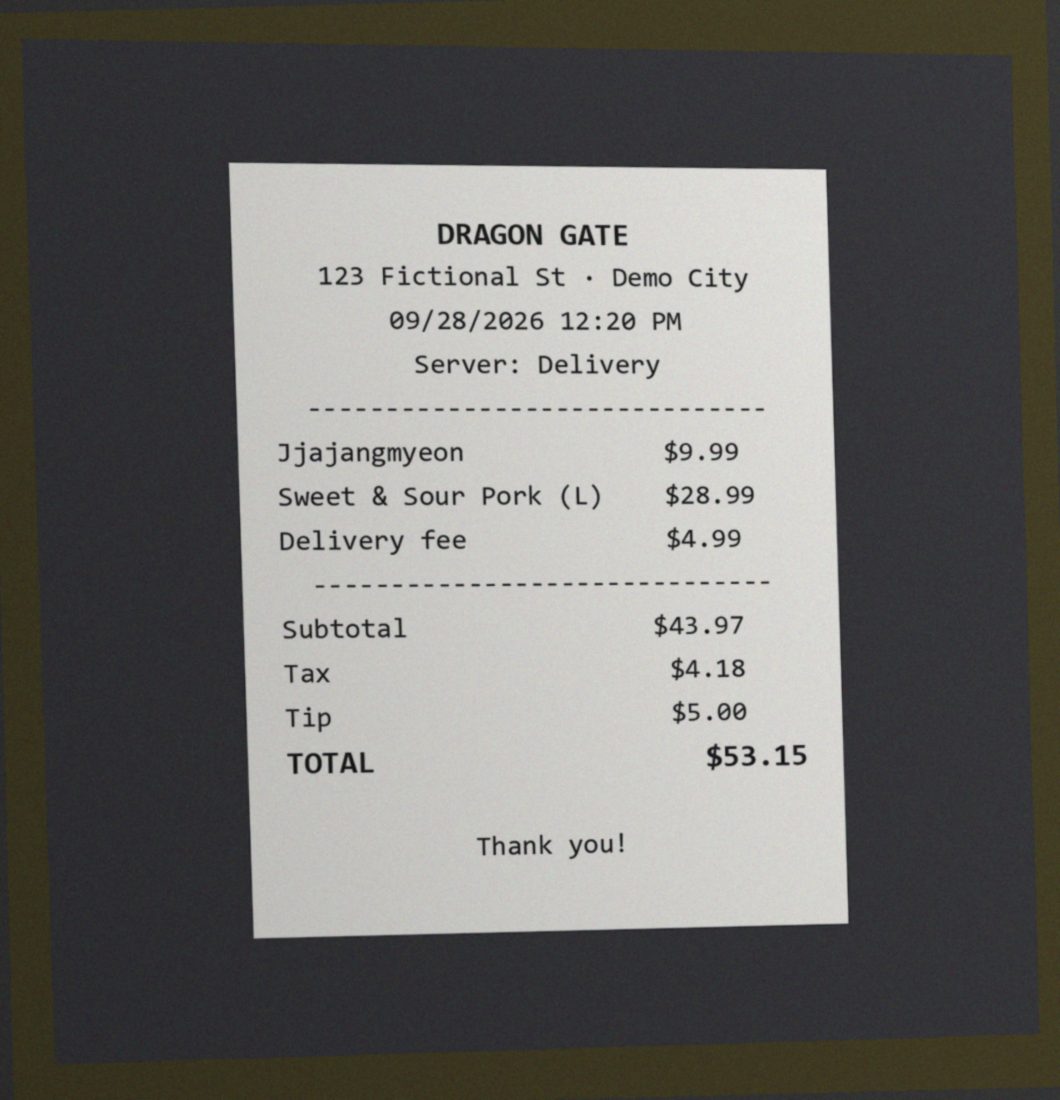 DRAGON GATE
123 Fictional St · Demo City
09/28/2026 12:20 PM
Server: Delivery
------------------------------
Jjajangmyeon $9.99
Sweet & Sour Pork (L) $28.99
Delivery fee $4.99
------------------------------
Subtotal $43.97
Tax $4.18
Tip $5.00
TOTAL $53.15
Thank you!